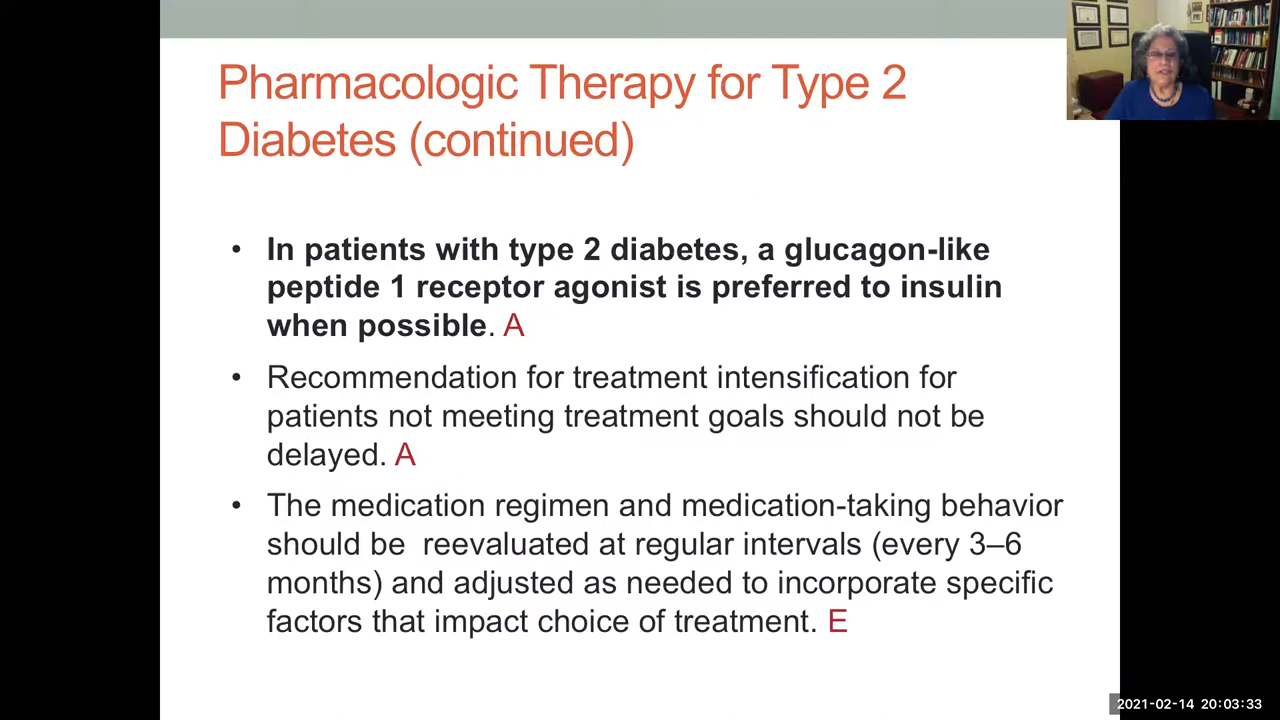 Pharmacologic Therapy for Type 2
Diabetes (continued)
• In patients with type 2 diabetes, a glucagon-like
peptide 1 receptor agonist is preferred to insulin
when possible. A
• Recommendation for treatment intensification for
patients not meeting treatment goals should not be
delayed. A
• The medication regimen and medication-taking behavior
should be  reevaluated at regular intervals (every 3–6
months) and adjusted as needed to incorporate specific
factors that impact choice of treatment. E
2021-02-14 20:03:33